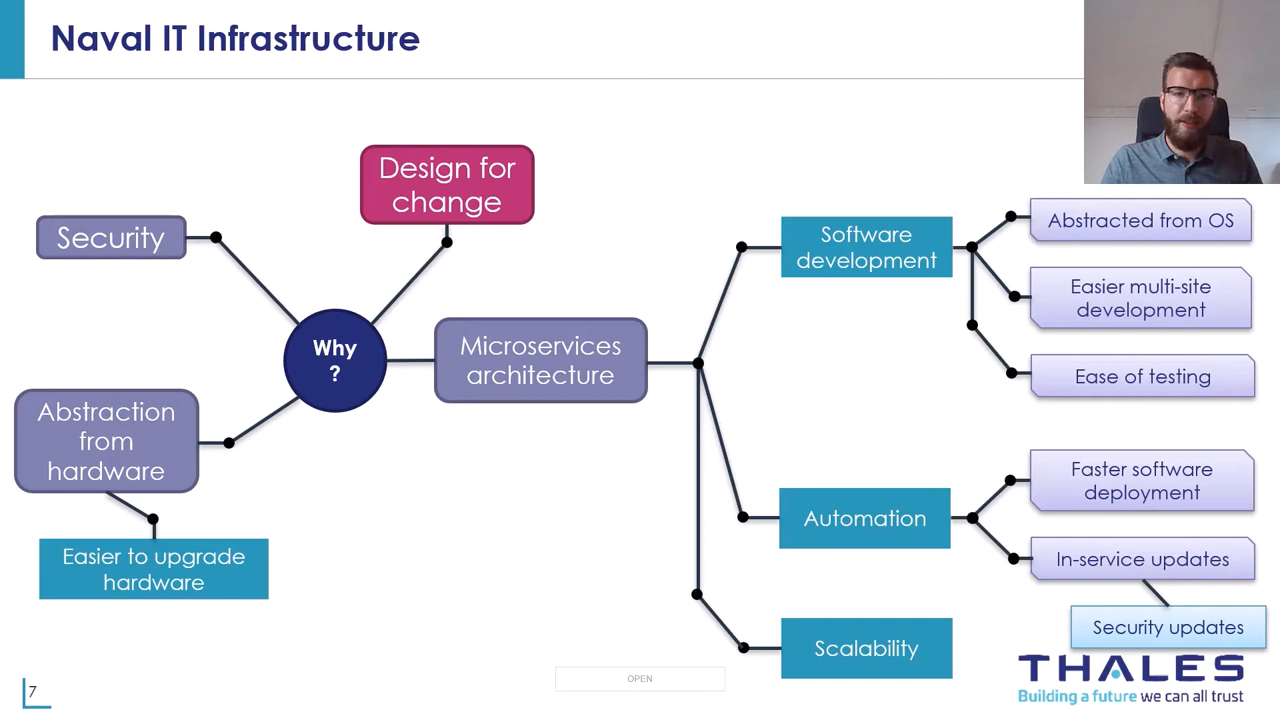 Naval IT Infrastructure
Design for
change
Security
Why
?
Microservices
architecture
Abstraction
from
hardware
Easier to upgrade
hardware
Software
development
Abstracted from OS
Easier multi-site
development
Ease of testing
Automation
Faster software
deployment
In-service updates
Security updates
Scalability
7
OPEN
THALES
Building a future we can all trust